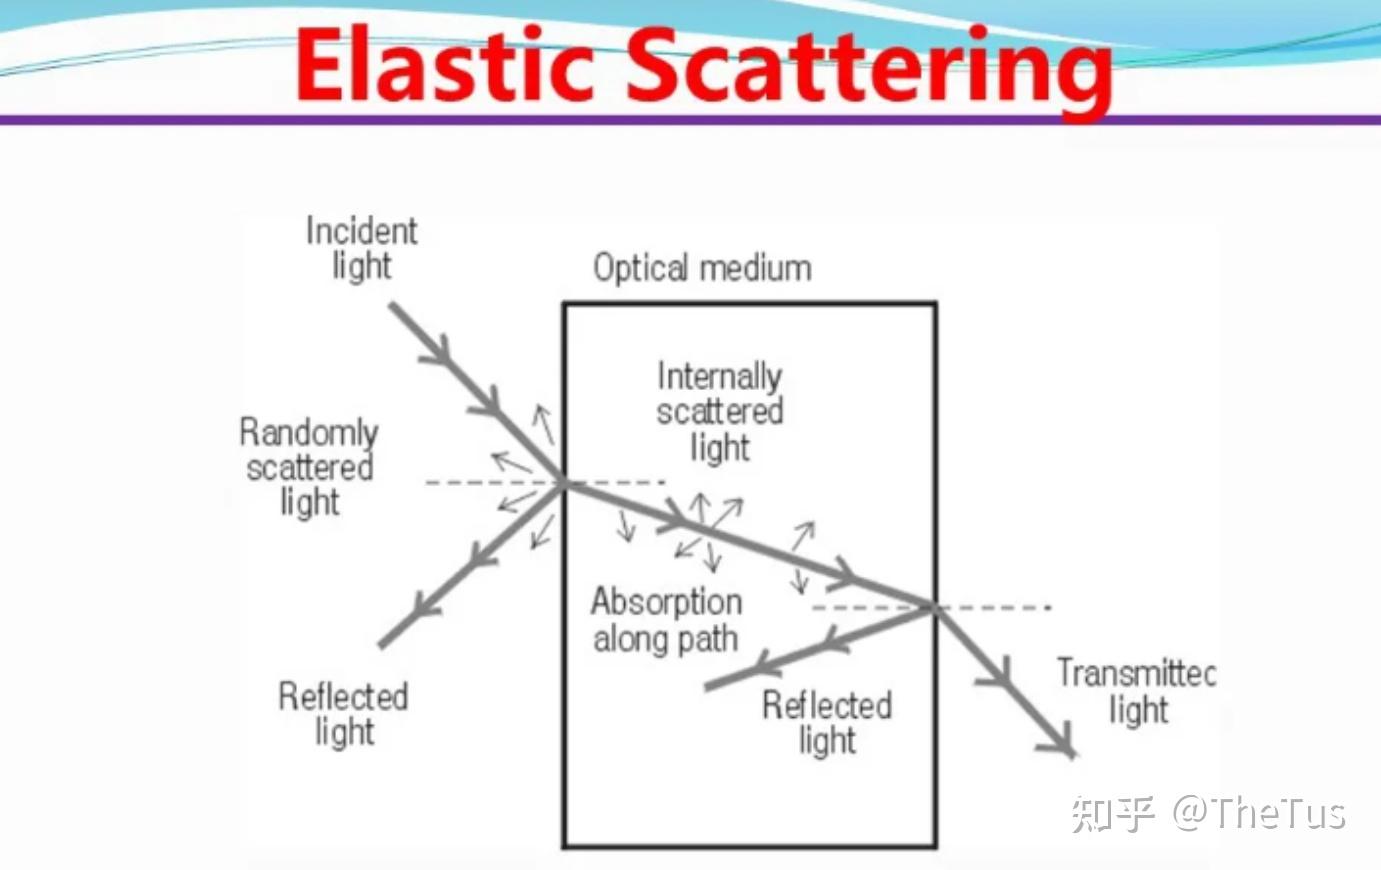 Elastic Scattering
Incident
light
Optical medium
Internally
scattered
light
Randomly
scattered
light
Absorption
along path
Reflected
light
Reflected
light
Transmittec
light
知乎 @TheTus